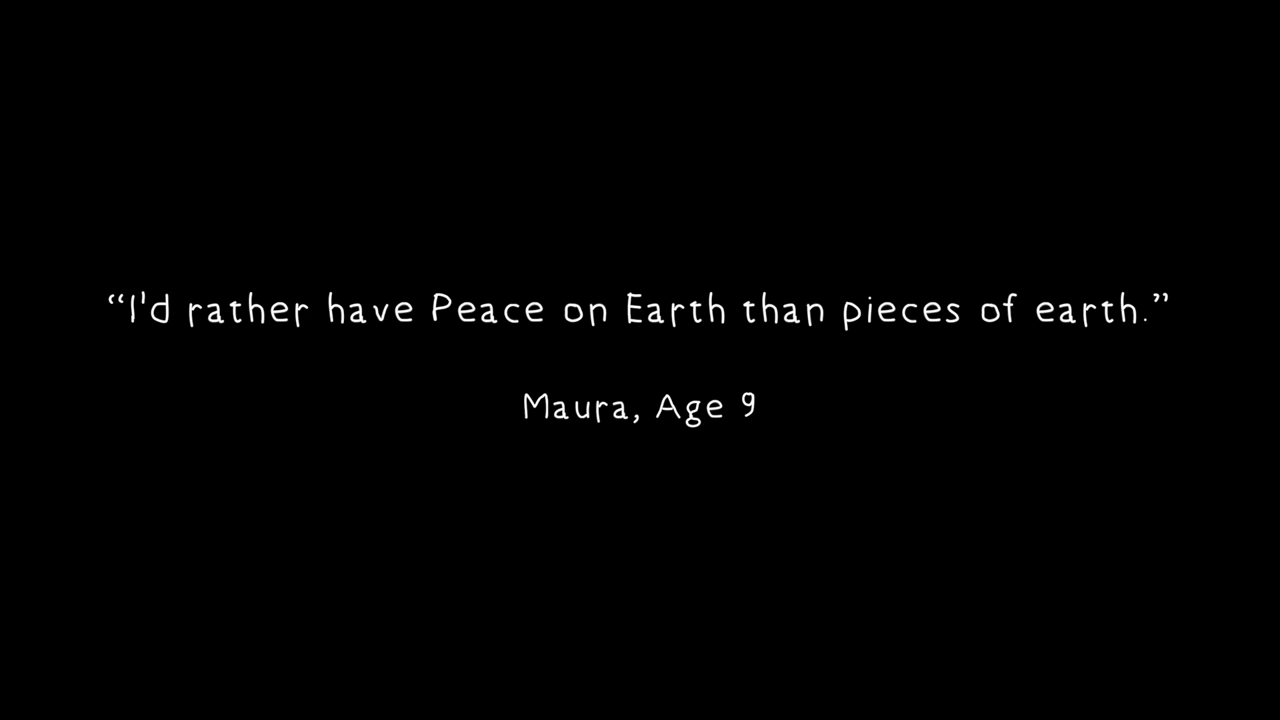 “I'd rather have Peace on Earth than pieces of earth.”
Maura, Age 9